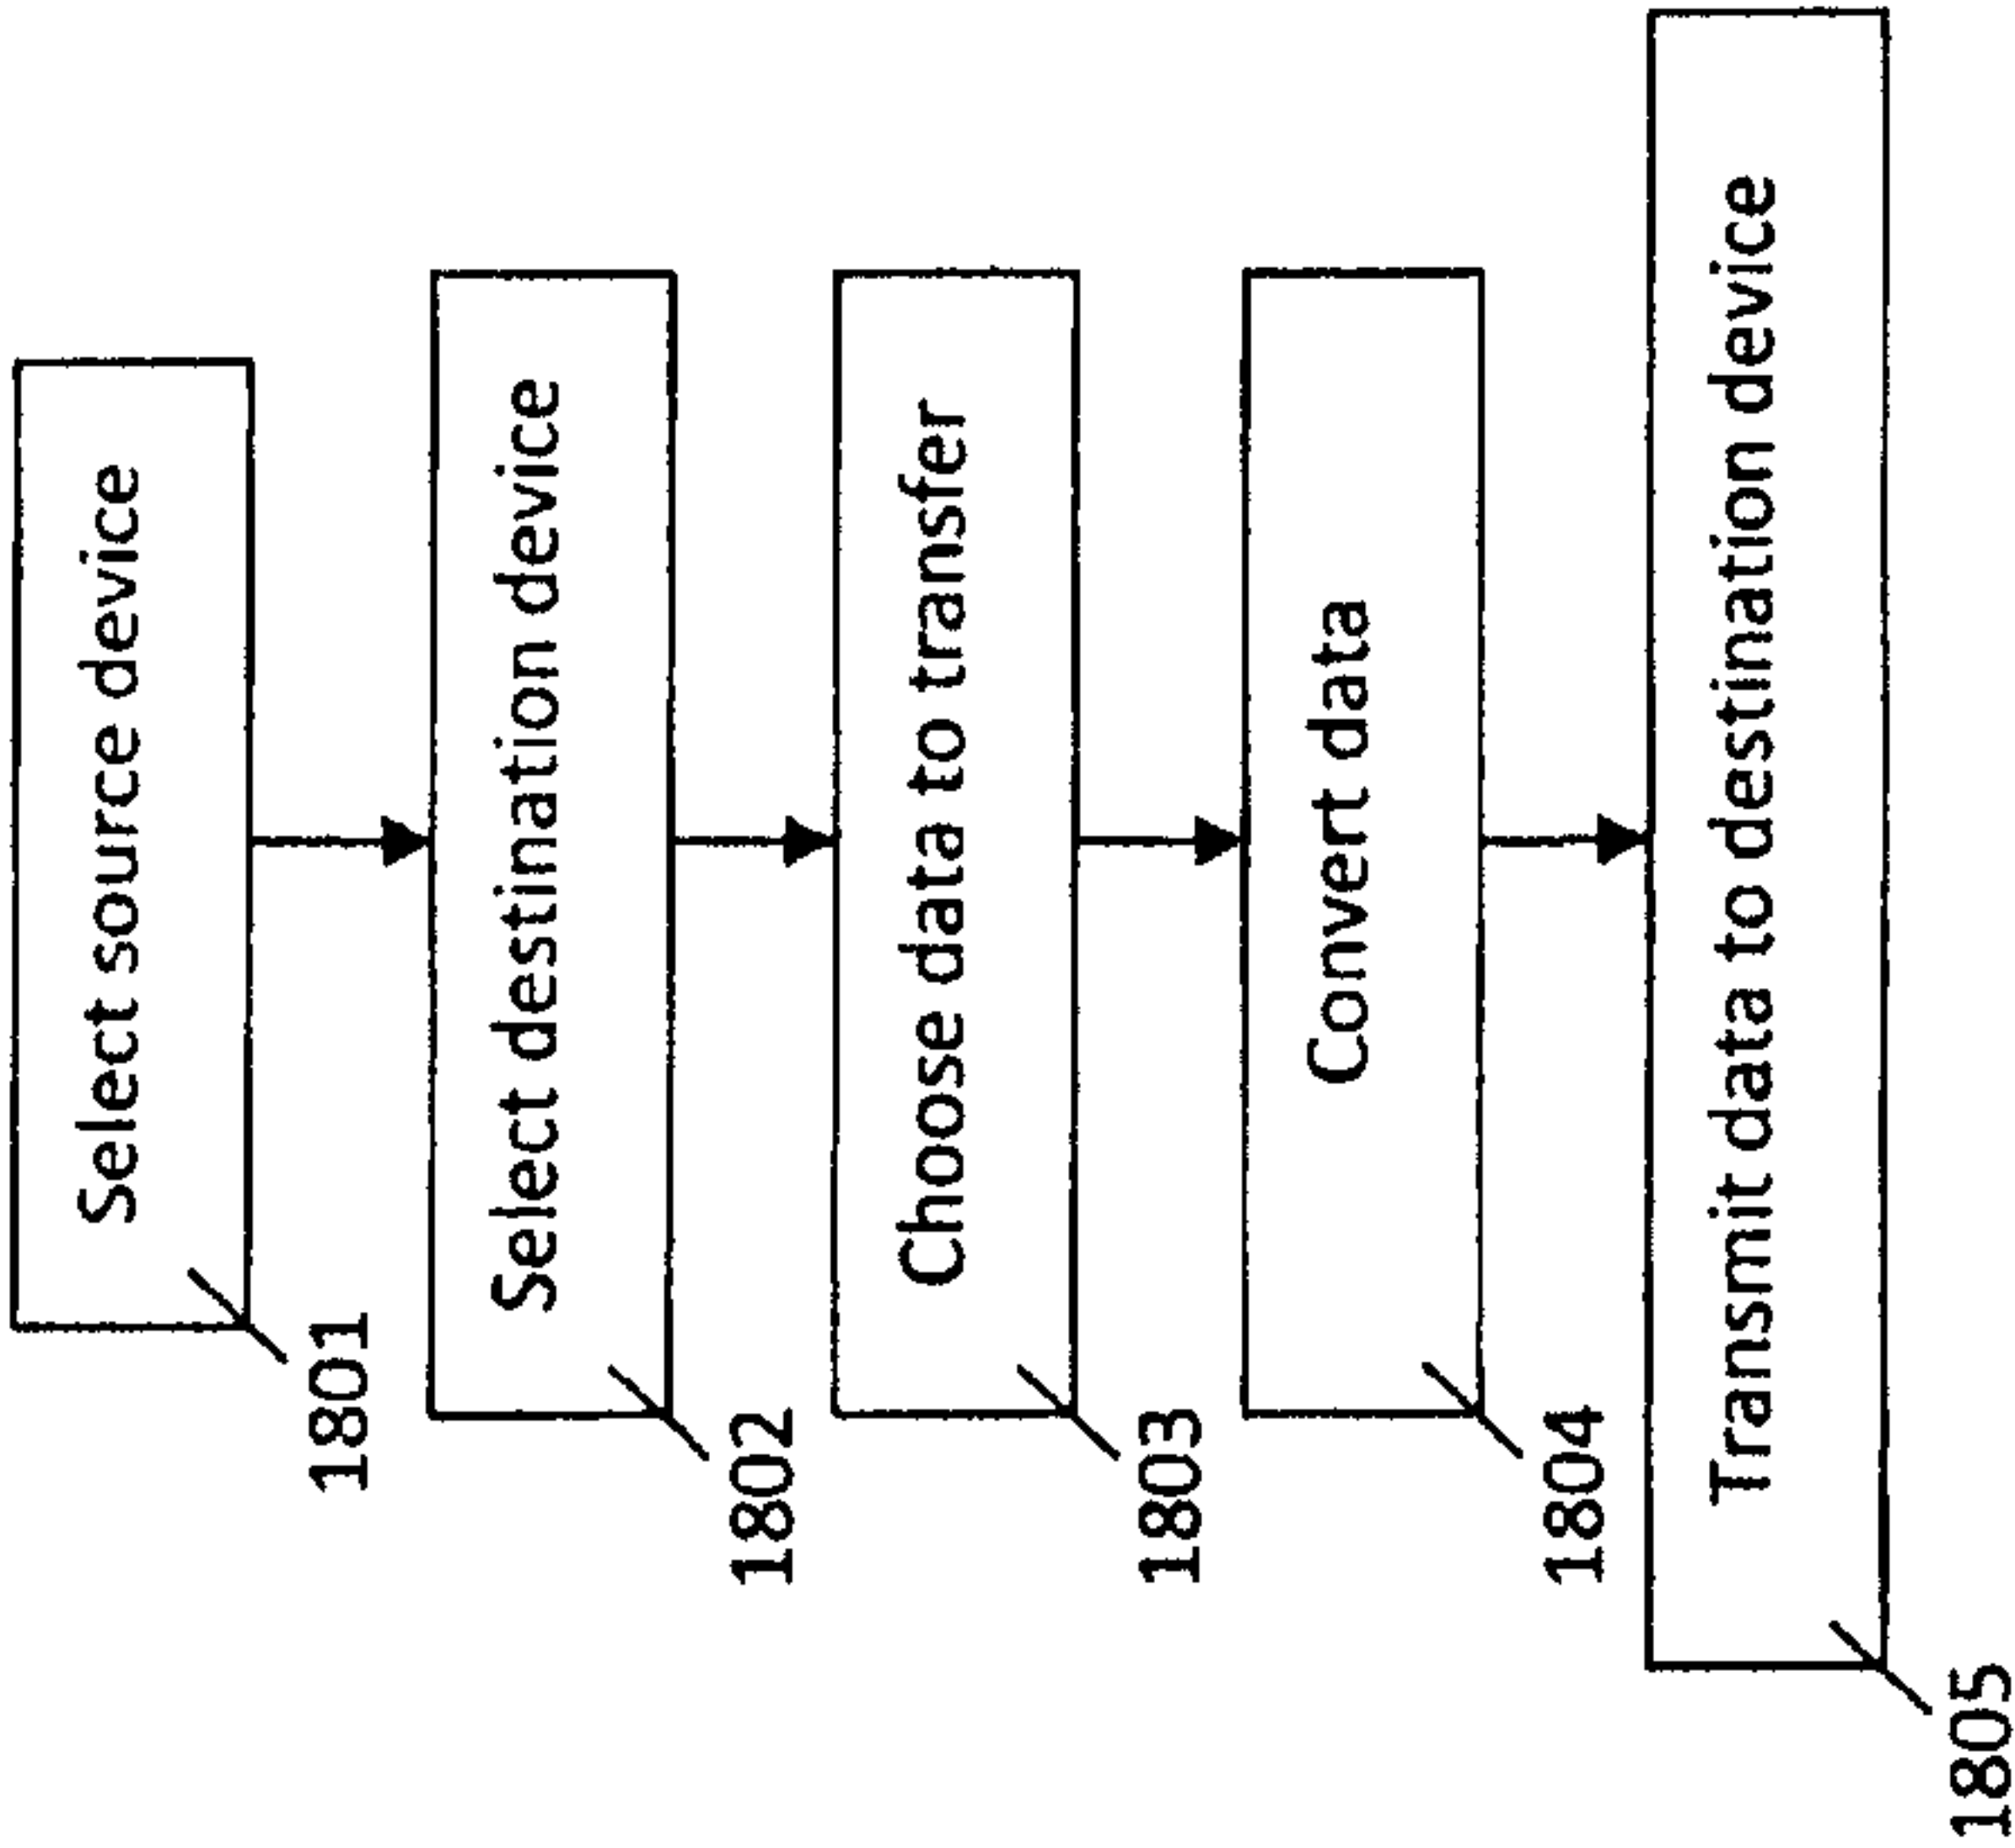 Select source device
1801
Select destination device
1802
Choose data to transfer
1803
Convert data
1804
Transmit data to destination device
1805